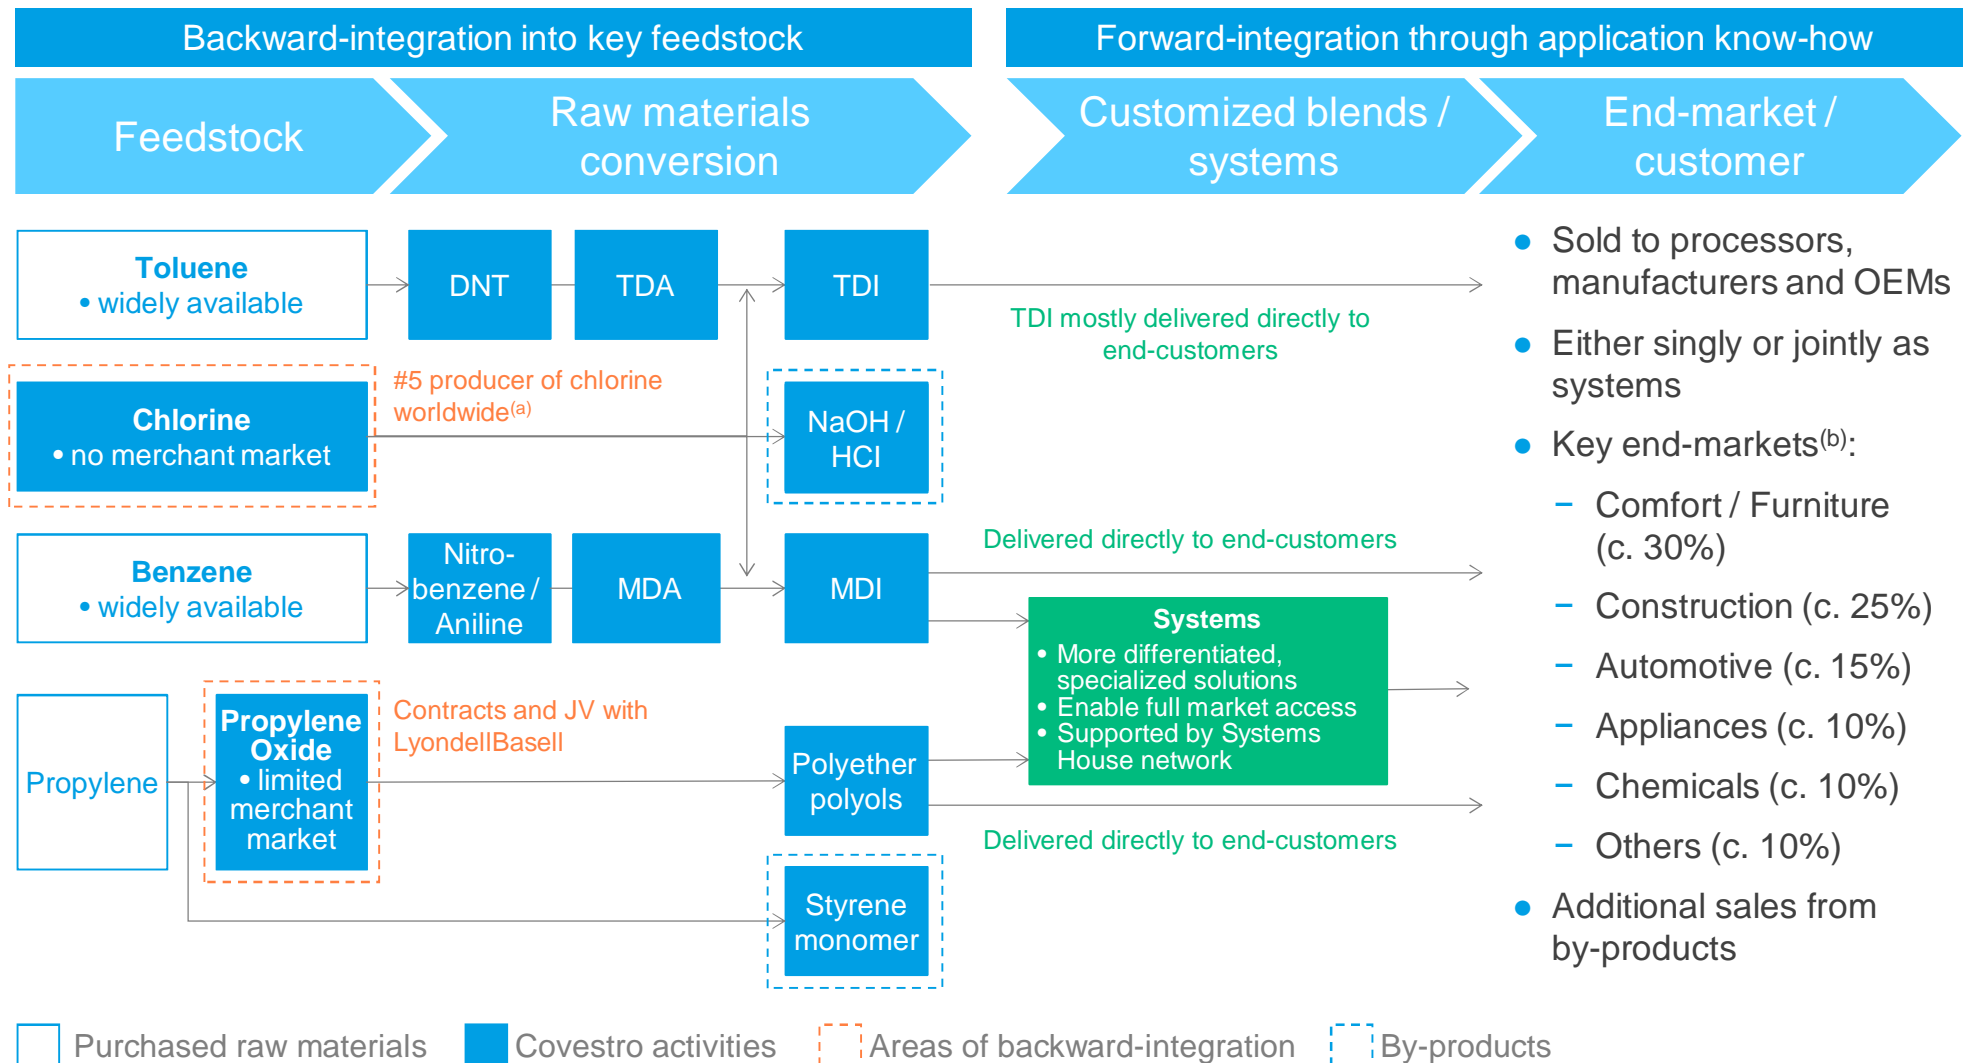 Backward-integration into key feedstock
Forward-integration through application know-how
Feedstock
Raw materials
conversion
Customized blends /
systems
End-market /
customer
Toluene
• widely available
DNT
TDA
TDI
TDI mostly delivered directly to
end-customers
Chlorine
• no merchant market
#5 producer of chlorine
worldwide(a)
NaOH /
HCl
Benzene
• widely available
Nitro-
benzene /
Aniline
MDA
MDI
Delivered directly to end-customers
Systems
• More differentiated,
specialized solutions
• Enable full market access
• Supported by Systems
House network
Propylene
Propylene
Oxide
• limited
merchant
market
Contracts and JV with
LyondellBasell
Polyether
polyols
Delivered directly to end-customers
Styrene
monomer
• Sold to processors,
manufacturers and OEMs
• Either singly or jointly as
systems
• Key end-markets(b):
− Comfort / Furniture
(c. 30%)
− Construction (c. 25%)
− Automotive (c. 15%)
− Appliances (c. 10%)
− Chemicals (c. 10%)
− Others (c. 10%)
• Additional sales from
by-products
Purchased raw materials
Covestro activities
Areas of backward-integration
By-products